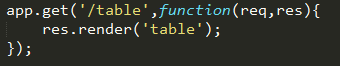 app.get('/table',function(req,res){
    res.render('table');
});